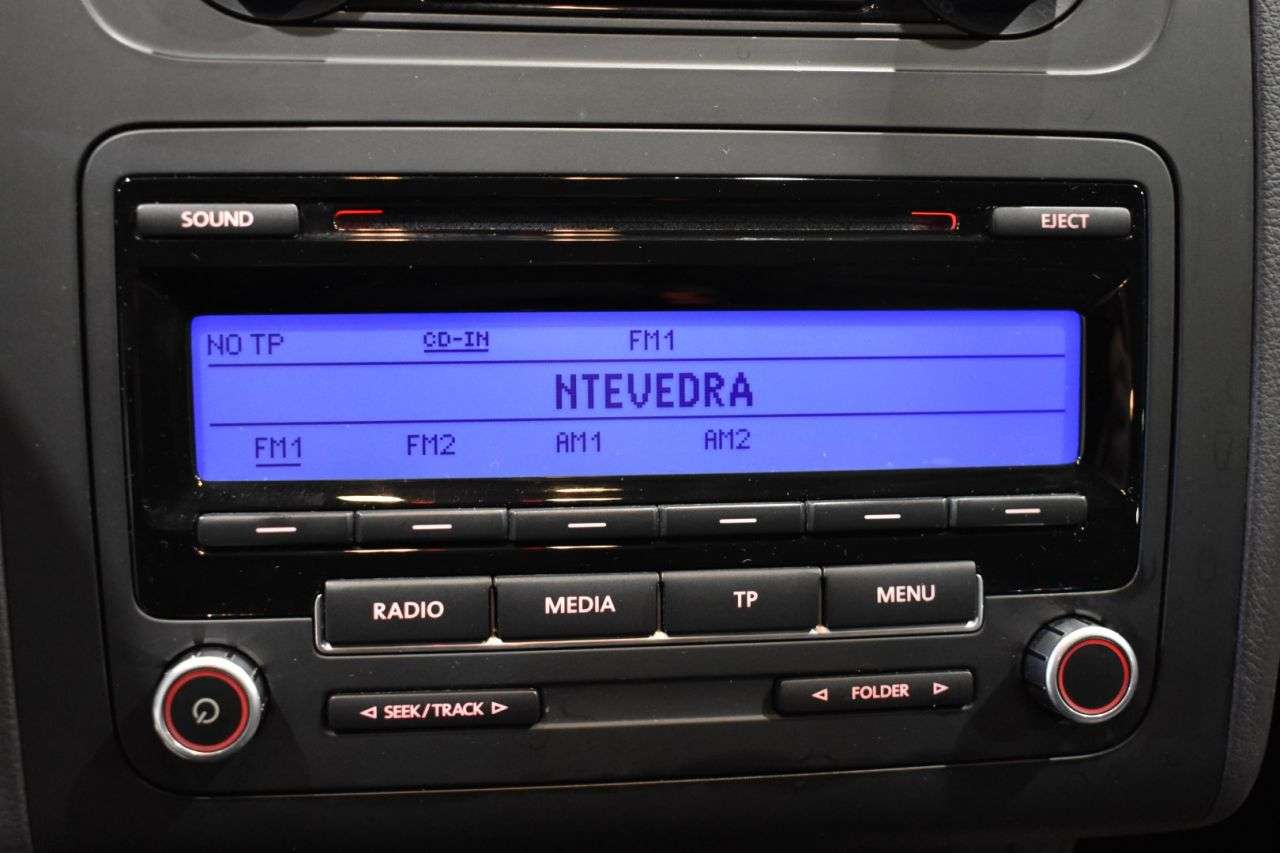 SOUND EJECT
NO TP CD-IN FM1
NTEVEDRA
FM1 FM2 AM1 AM2
RADIO MEDIA TP MENU
SEEK/TRACK FOLDER